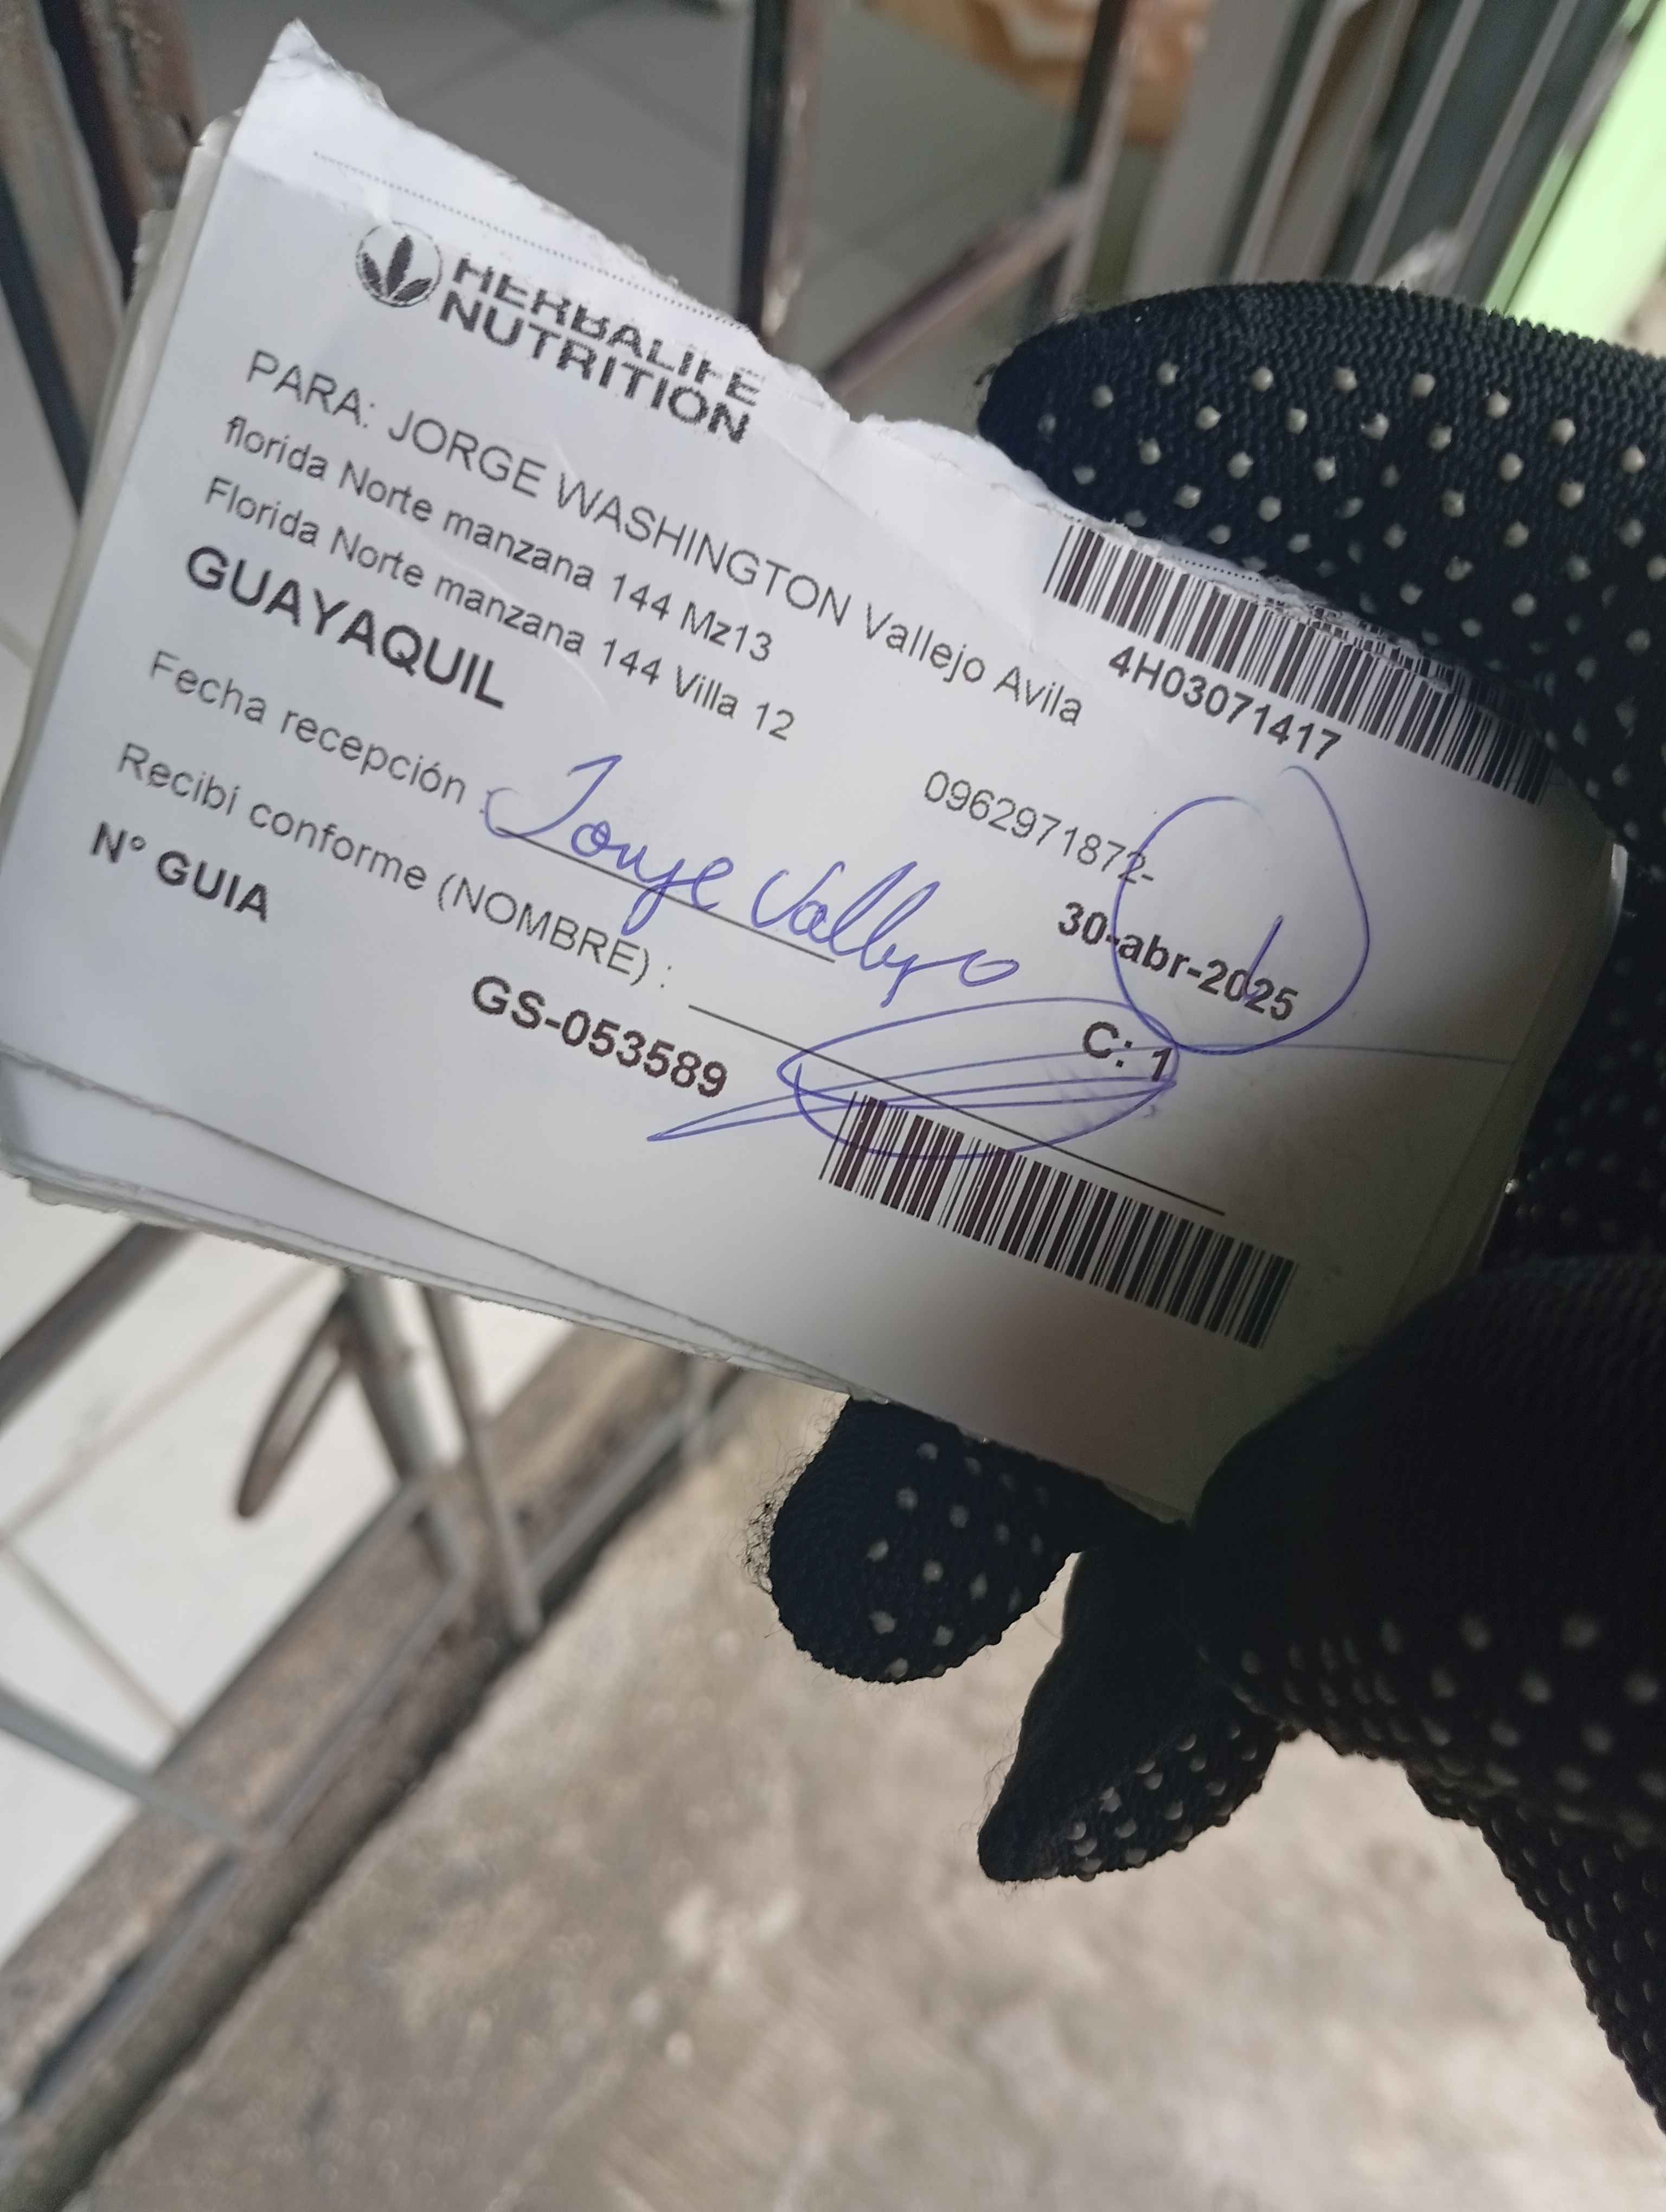 HERBALIFE
NUTRITION
4H03071417
PARA: JORGE WASHINGTON Vallejo Avila
florida Norte manzana 144 Mz13
Florida Norte manzana 144 Villa 12
0962971872-
GUAYAQUIL
30-abr-2025
Fecha recepción : Jorge Vallejo
C: 1
Recibí conforme (NOMBRE) :
N° GUIA
GS-053589